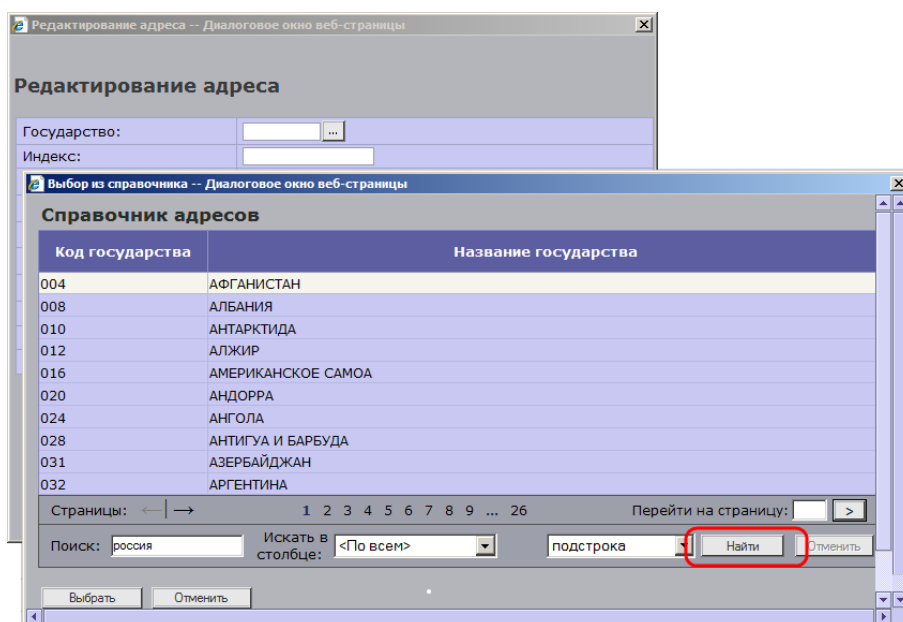 Редактирование адреса -- Диалоговое окно веб-страницы
Редактирование адреса
Государство: ...
Индекс:
Выбор из справочника -- Диалоговое окно веб-страницы
Справочник адресов
Код государства Название государства
004 АФГАНИСТАН
008 АЛБАНИЯ
010 АНТАРКТИДА
012 АЛЖИР
016 АМЕРИКАНСКОЕ САМОА
020 АНДОРРА
024 АНГОЛА
028 АНТИГУА И БАРБУДА
031 АЗЕРБАЙДЖАН
032 АРГЕНТИНА
Страницы: ←|→ 1 2 3 4 5 6 7 8 9 ... 26 Перейти на страницу: >
Поиск: россия Искать в столбце: <По всем> подстрока Найти Отменить
Выбрать Отменить